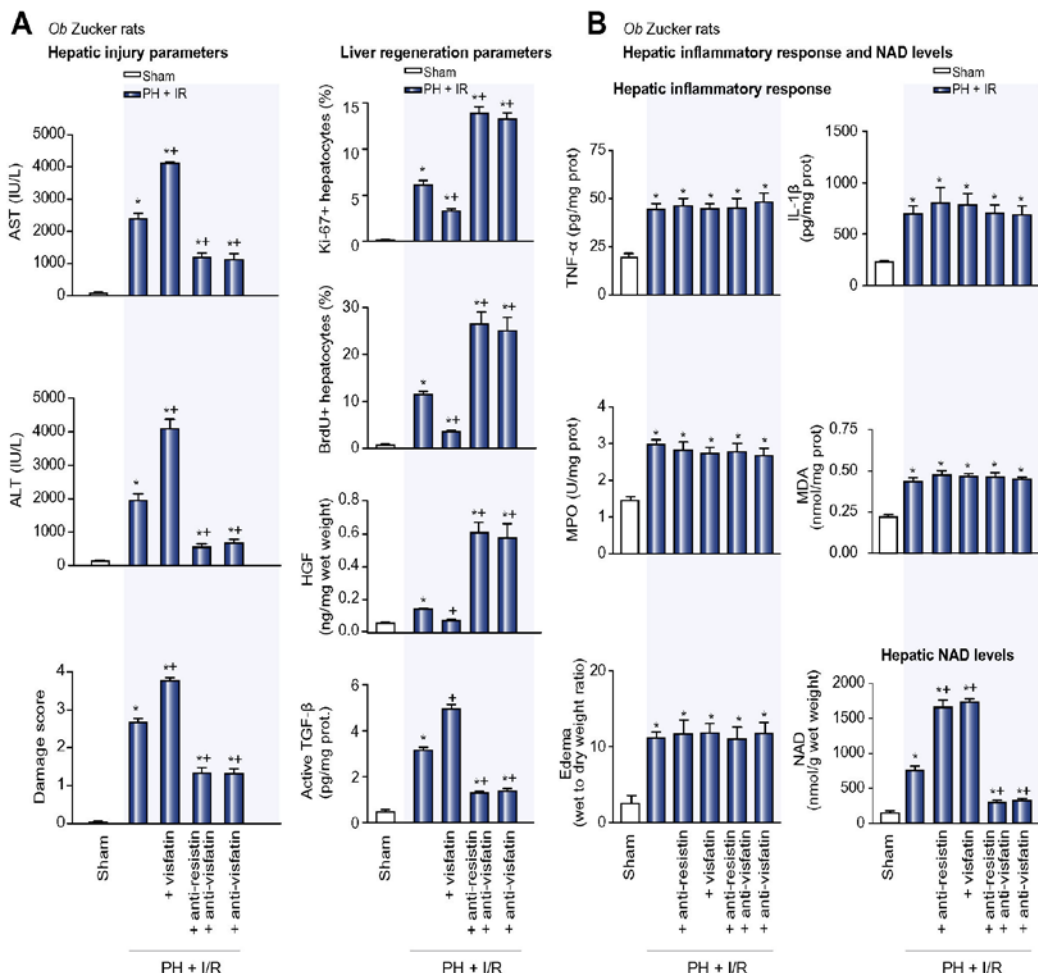 A
Ob Zucker rats
Hepatic injury parameters
Sham
PH + IR
AST (IU/L)
5000
4000
3000
2000
1000
0
*
*+
*+
*+
ALT (IU/L)
5000
4000
3000
2000
1000
0
*
*+
*+
*+
Damage score
4
3
2
1
0
*
*+
*+
*+
Sham
+ visfatin
+ anti-resistin
+ anti-visfatin
+ anti-visfatin
PH + I/R
Liver regeneration parameters
Sham
PH + IR
Ki-67+ hepatocytes (%)
15
10
5
0
*
*+
*+
*+
BrdU+ hepatocytes (%)
30
20
10
0
*
*+
*+
*+
HGF
(ng/mg wet weight)
0.6
0.4
0.2
0.0
*
+
*+
*+
Active TGF-β
(pg/mg prot.)
6
4
2
0
*
+
*+
*+
Sham
+ visfatin
+ anti-resistin
+ anti-visfatin
+ anti-visfatin
PH + I/R
B
Ob Zucker rats
Hepatic inflammatory response and NAD levels
Hepatic inflammatory response
Sham
PH + IR
TNF-α (pg/mg prot)
75
50
25
0
*
*
*
*
*
MPO (U/mg prot)
4
3
2
1
0
*
*
*
*
*
Edema
(wet to dry weight ratio)
20
10
0
*
*
*
*
*
Sham
+ anti-resistin
+ visfatin
+ anti-resistin
+ anti-visfatin
+ anti-visfatin
PH + I/R
IL-1β
(pg/mg prot)
1500
1000
500
0
*
*
*
*
*
MDA
(nmol/mg prot)
0.75
0.50
0.25
0.00
*
*
*
*
*
Hepatic NAD levels
NAD
(nmol/g wet weight)
2000
1500
1000
500
0
*
*+
*+
*+
*+
Sham
+ anti-resistin
+ visfatin
+ anti-resistin
+ anti-visfatin
+ anti-visfatin
PH + I/R